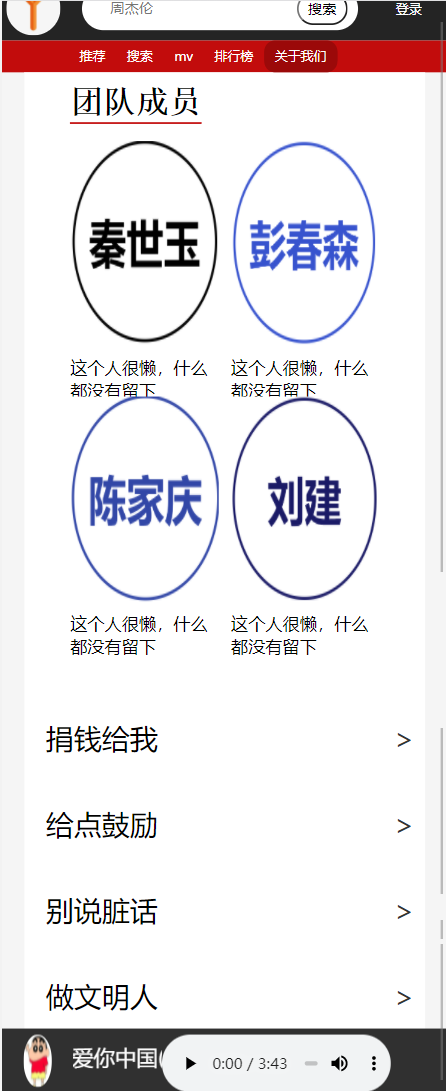 周杰伦
搜索
登录
推荐 搜索 mv 排行榜 关于我们
团队成员
秦世玉
彭春森
这个人很懒，什么
都没有留下
这个人很懒，什么
都没有留下
陈家庆
刘建
这个人很懒，什么
都没有留下
这个人很懒，什么
都没有留下
捐钱给我 >
给点鼓励 >
别说脏话 >
做文明人 >
爱你中国(
0:00 / 3:43